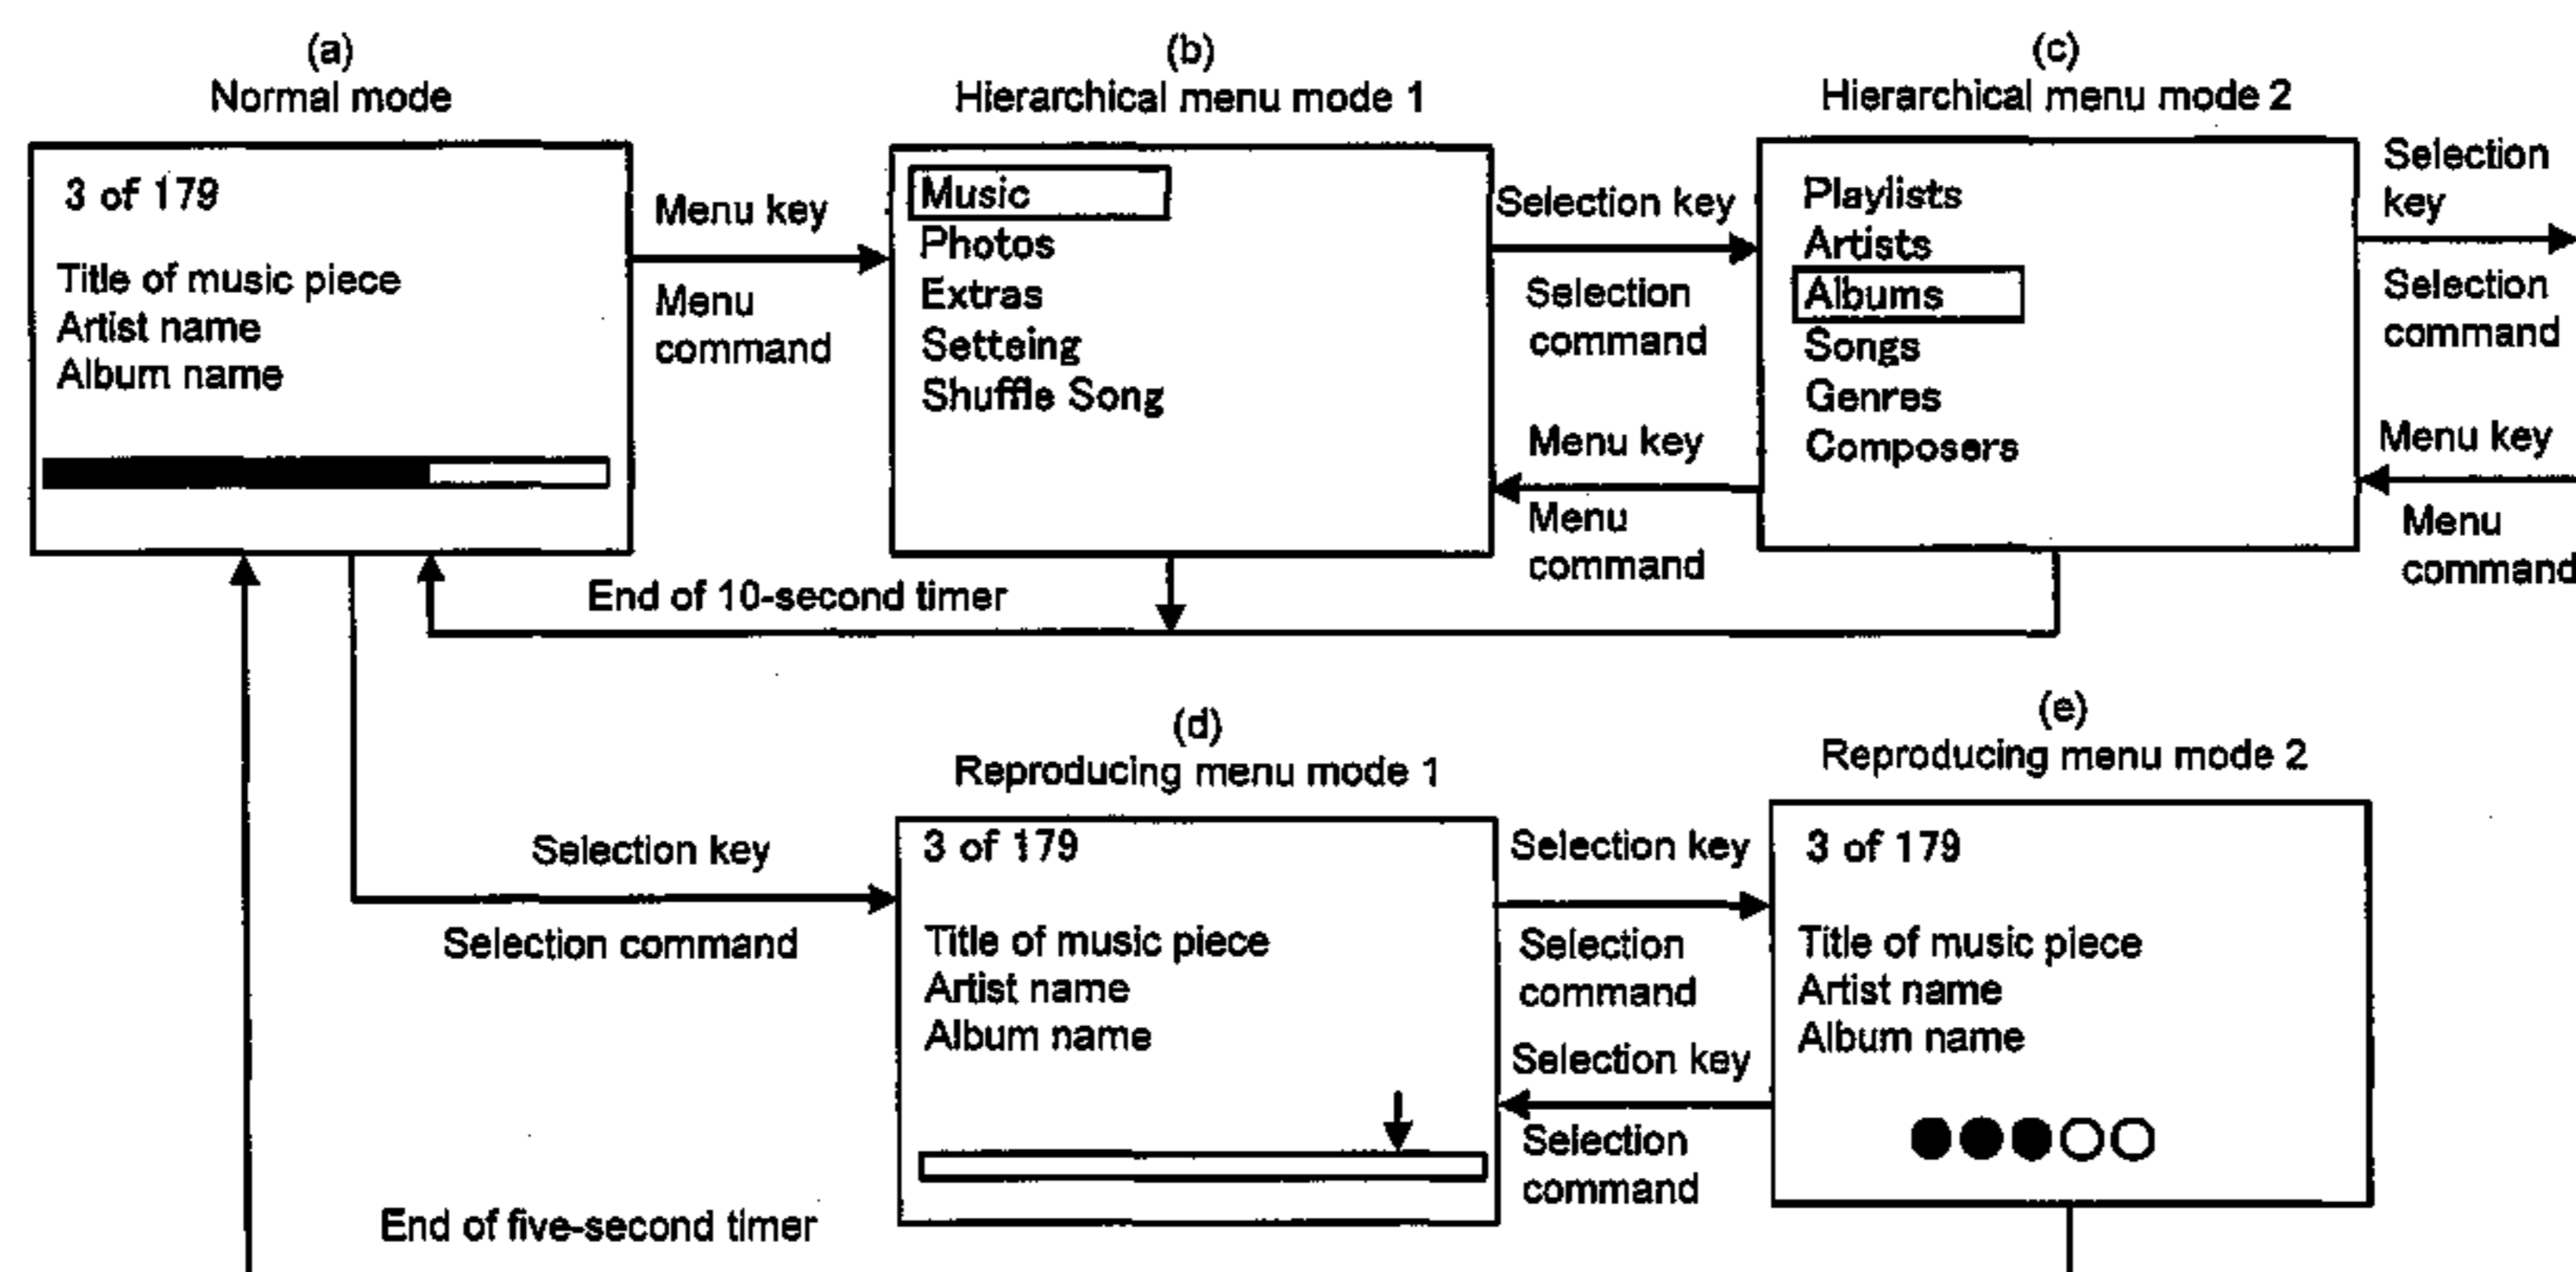 (a)
Normal mode
3 of 179
Title of music piece
Artist name
Album name
Menu key
Menu
command
(b)
Hierarchical menu mode 1
Music
Photos
Extras
Setteing
Shuffle Song
Selection key
Selection
command
Menu key
Menu
command
(c)
Hierarchical menu mode 2
Playlists
Artists
Albums
Songs
Genres
Composers
Selection
key
Selection
command
Menu key
Menu
command
End of 10-second timer
Selection key
Selection command
(d)
Reproducing menu mode 1
3 of 179
Title of music piece
Artist name
Album name
Selection key
Selection
command
Selection key
Selection
command
(e)
Reproducing menu mode 2
3 of 179
Title of music piece
Artist name
Album name
End of five-second timer